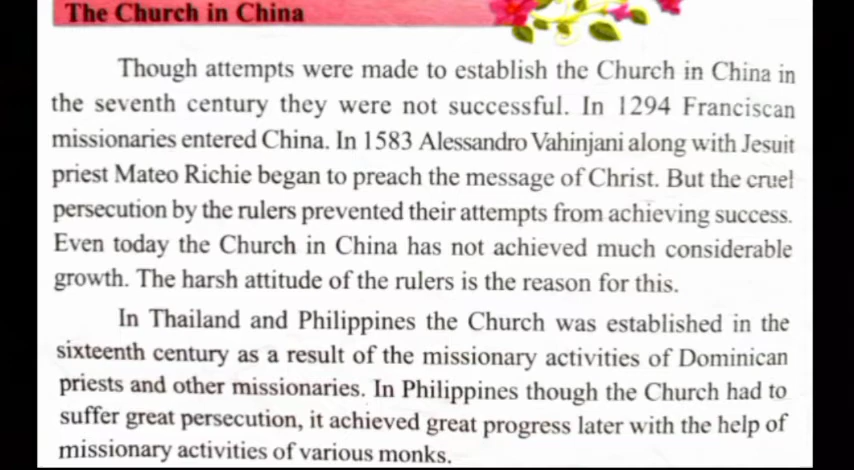 The Church in China
Though attempts were made to establish the Church in China in
the seventh century they were not successful. In 1294 Franciscan
missionaries entered China. In 1583 Alessandro Vahinjani along with Jesuit
priest Mateo Richie began to preach the message of Christ. But the cruel
persecution by the rulers prevented their attempts from achieving success.
Even today the Church in China has not achieved much considerable
growth. The harsh attitude of the rulers is the reason for this.
In Thailand and Philippines the Church was established in the
sixteenth century as a result of the missionary activities of Dominican
priests and other missionaries. In Philippines though the Church had to
suffer great persecution, it achieved great progress later with the help of
missionary activities of various monks.